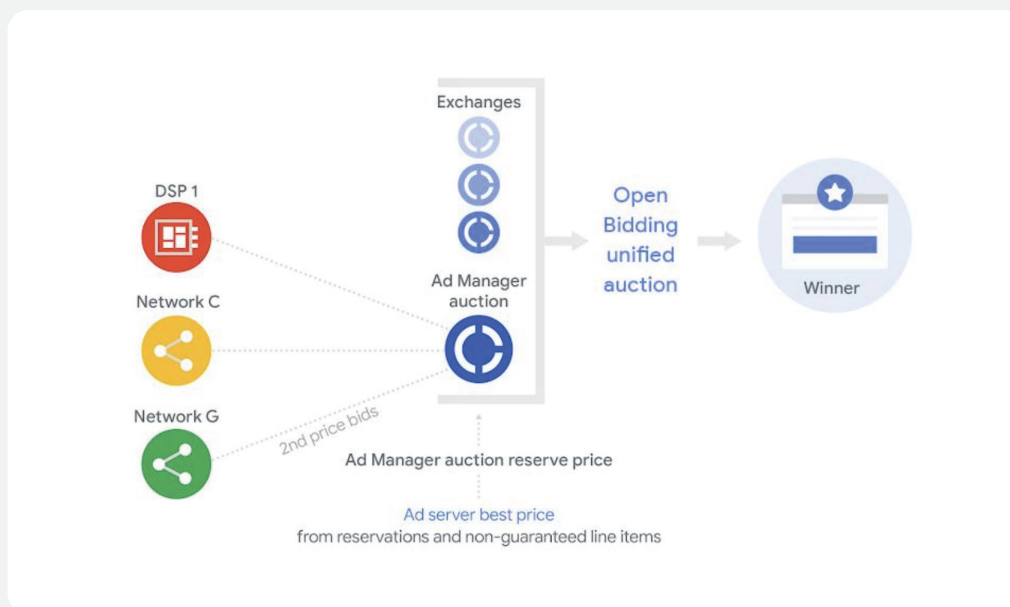 Exchanges
DSP 1
Network C
Network G
2nd price bids
Ad Manager
auction
Open
Bidding
unified
auction
Winner
Ad Manager auction reserve price
Ad server best price
from reservations and non-guaranteed line items